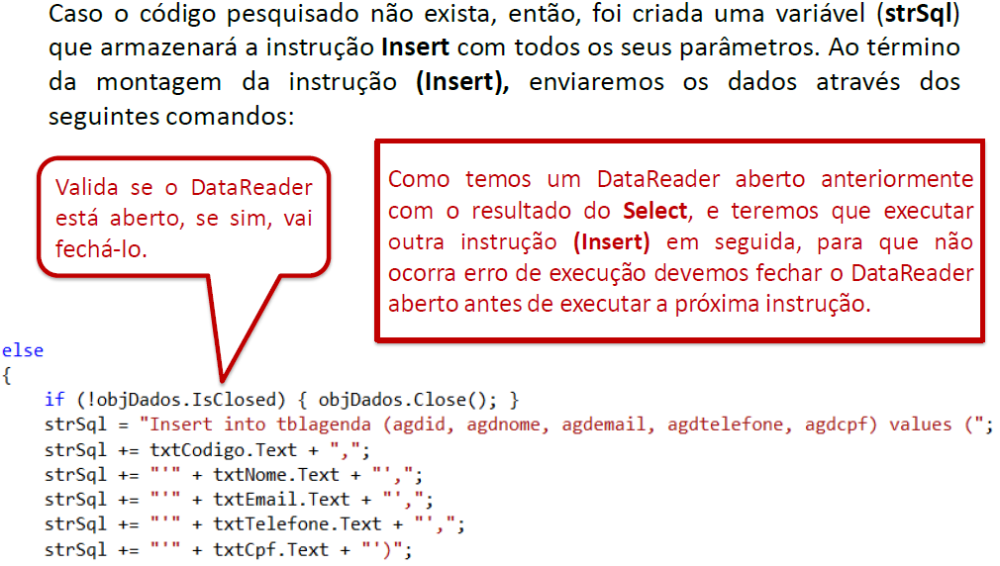 Caso o código pesquisado não exista, então, foi criada uma variável (strSql)
que armazenará a instrução Insert com todos os seus parâmetros. Ao término
da montagem da instrução (Insert), enviaremos os dados através dos
seguintes comandos:
Valida se o DataReader
está aberto, se sim, vai
fechá-lo.
Como temos um DataReader aberto anteriormente
com o resultado do Select, e teremos que executar
outra instrução (Insert) em seguida, para que não
ocorra erro de execução devemos fechar o DataReader
aberto antes de executar a próxima instrução.
else
{
if (!objDados.IsClosed) { objDados.Close(); }
strSql = "Insert into tblagenda (agdid, agdnome, agdemail, agdtelefone, agdcpf) values (";
strSql += txtCodigo.Text + ",";
strSql += "'" + txtNome.Text + "',";
strSql += "'" + txtEmail.Text + "',";
strSql += "'" + txtTelefone.Text + "',";
strSql += "'" + txtCpf.Text + "')";